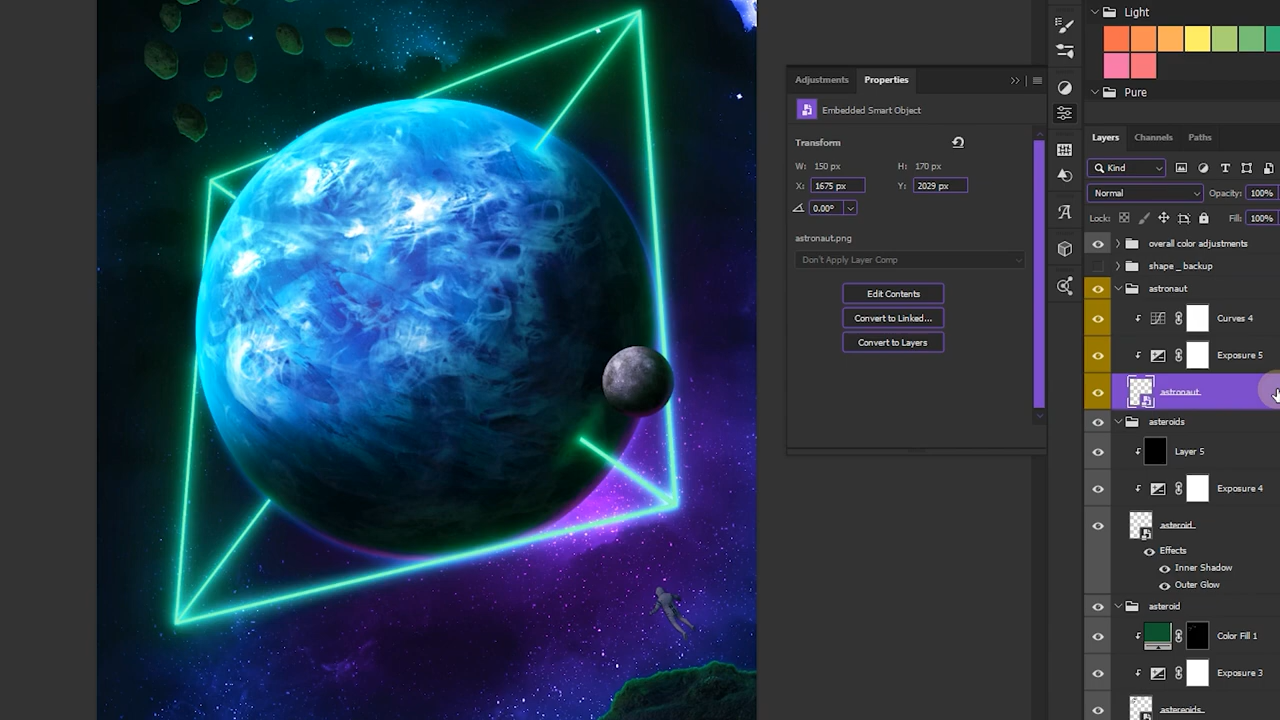 Light
Pure
Adjustments Properties
Embedded Smart Object
Transform
W: 150 px H: 170 px
X: 1675 px Y: 2029 px
0.00°
astronaut.png
Don't Apply Layer Comp
Edit Contents
Convert to Linked...
Convert to Layers
Layers Channels Paths
Kind
Normal Opacity: 100%
Lock: Fill: 100%
overall color adjustments
shape _ backup
astronaut
Curves 4
Exposure 5
astronaut
asteroids
Layer 5
Exposure 4
asteroid
Effects
Inner Shadow
Outer Glow
asteroid
Color Fill 1
Exposure 3
astereoids